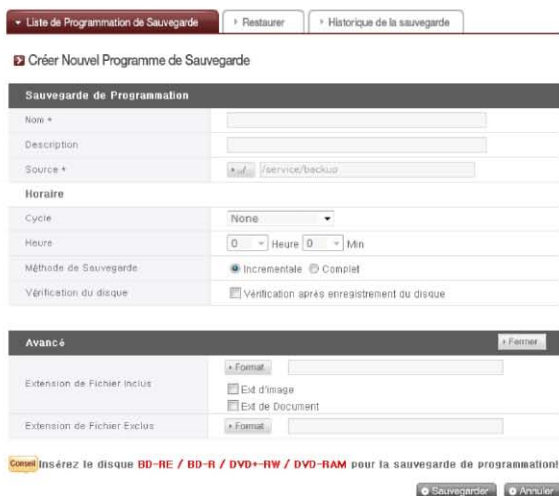 Liste de Programmation de Sauvegarde Restaurer Historique de la sauvegarde
Créer Nouvel Programme de Sauvegarde
Sauvegarde de Programmation
Nom *
Description
Source * ../ /service/backup
Horaire
Cycle None
Heure 0 Heure 0 Min
Méthode de Sauvegarde Incrementale Complet
Vérification du disque Vérification après enregistrement du disque
Avancé Fermer
Extension de Fichier Inclus Format
Ext d'image
Ext de Document
Extension de Fichier Exclus Format
Conseil Insérez le disque BD-RE / BD-R / DVD+-RW / DVD-RAM pour la sauvegarde de programmation!
Sauvegarder Annuler